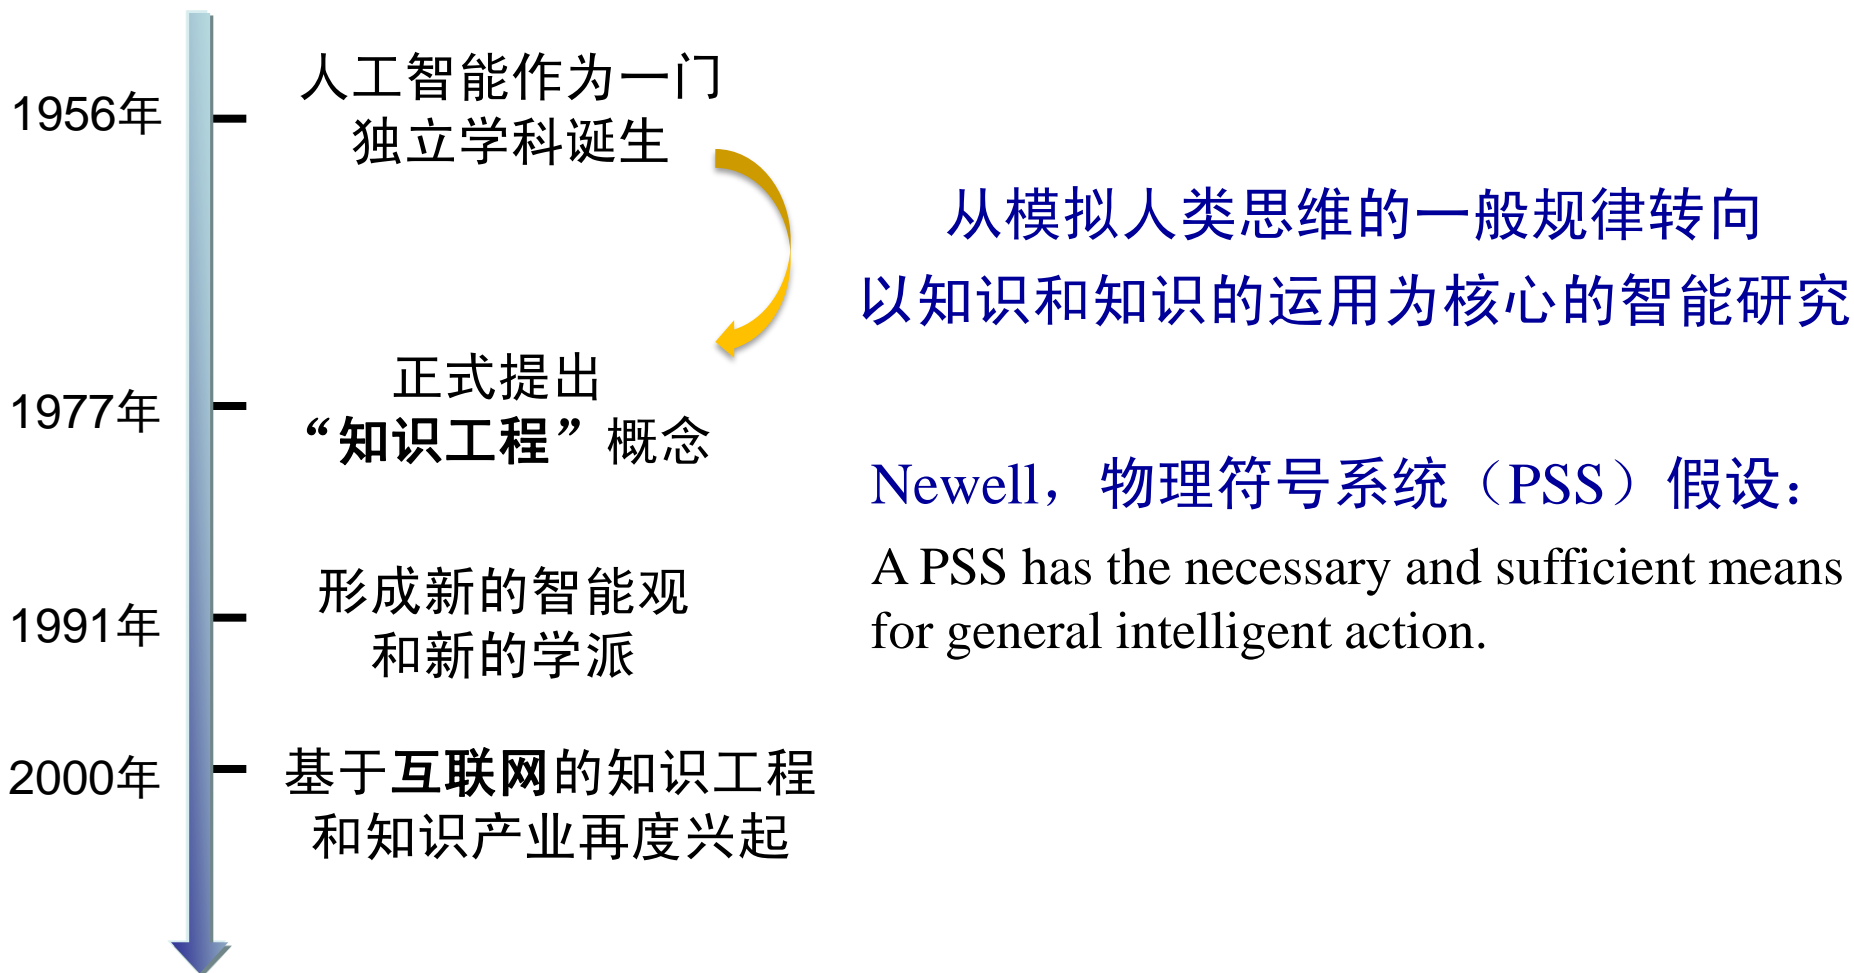 1956年
人工智能作为一门
独立学科诞生
从模拟人类思维的一般规律转向
以知识和知识的运用为核心的智能研究
1977年
正式提出
“知识工程”概念
Newell，物理符号系统（PSS）假设：
A PSS has the necessary and sufficient means
for general intelligent action.
1991年
形成新的智能观
和新的学派
2000年
基于互联网的知识工程
和知识产业再度兴起